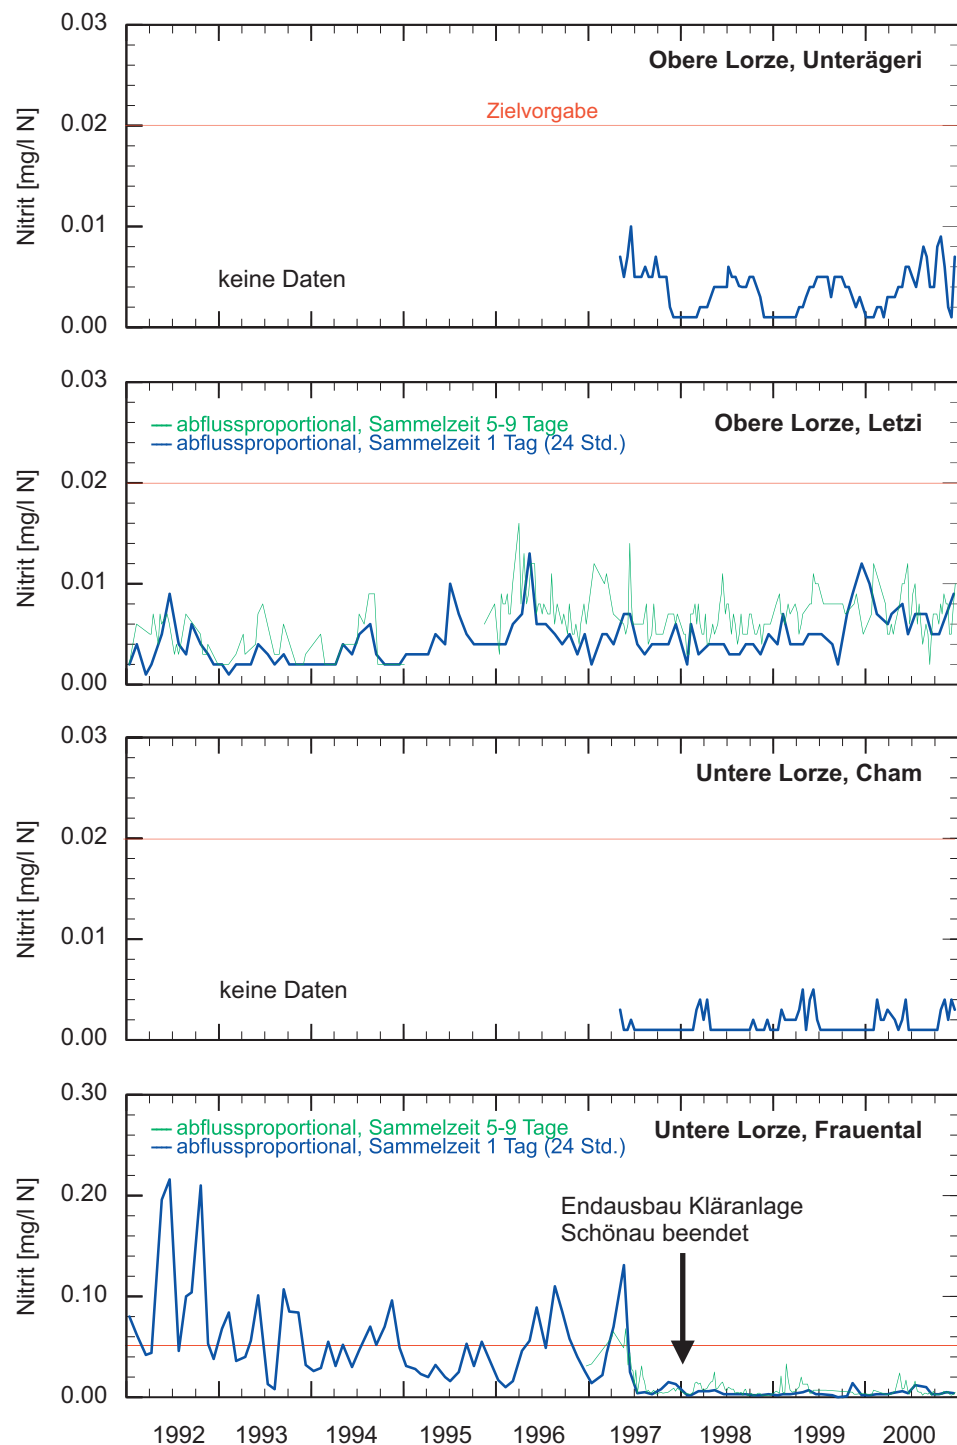 0.03
Obere Lorze, Unterägeri
Zielvorgabe
0.02
Nitrit [mg/l N]
0.01
keine Daten
0.00
0.03
abflussproportional, Sammelzeit 5-9 Tage
Obere Lorze, Letzi
abflussproportional, Sammelzeit 1 Tag (24 Std.)
0.02
Nitrit [mg/l N]
0.01
0.00
0.03
Untere Lorze, Cham
0.02
Nitrit [mg/l N]
0.01
keine Daten
0.00
0.30
abflussproportional, Sammelzeit 5-9 Tage
Untere Lorze, Frauental
abflussproportional, Sammelzeit 1 Tag (24 Std.)
0.20
Endausbau Kläranlage
Schönau beendet
Nitrit [mg/l N]
0.10
0.00
1992 1993 1994 1995 1996 1997 1998 1999 2000